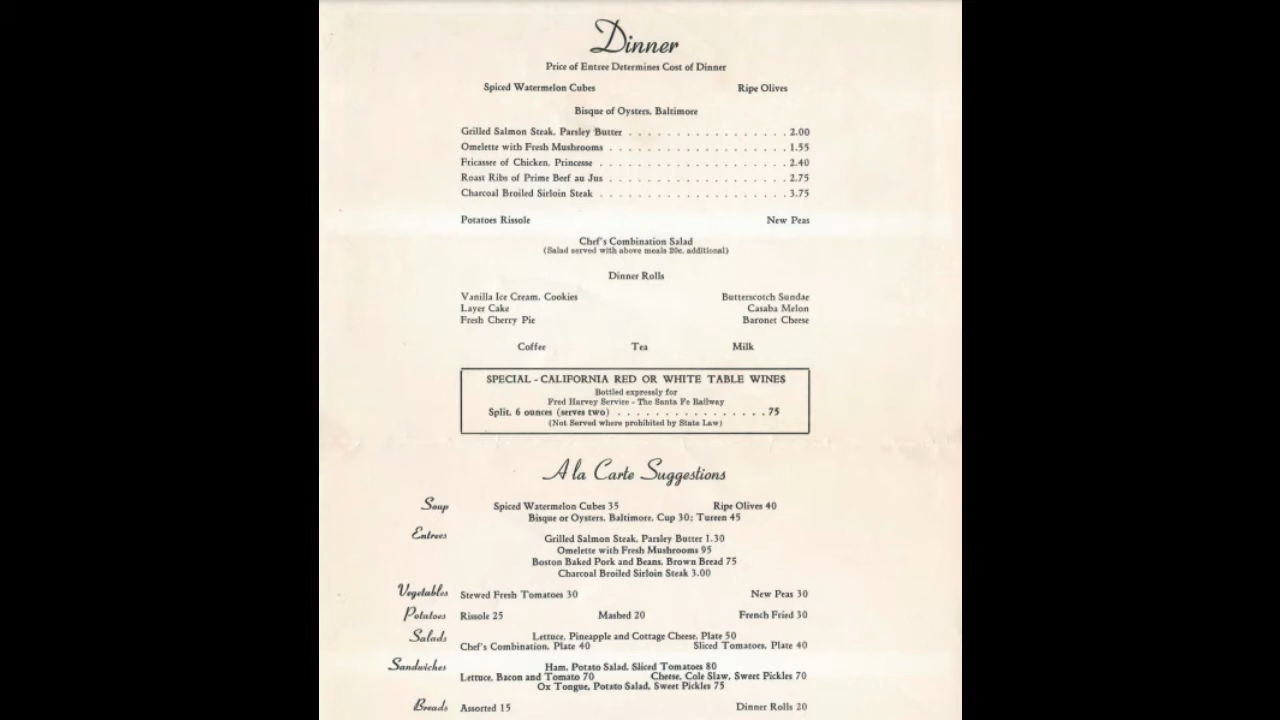 Dinner
Price of Entree Determines Cost of Dinner
Spiced Watermelon Cubes Ripe Olives
Bisque of Oysters, Baltimore
Grilled Salmon Steak, Parsley Butter . . . . . . . . . . . . . . . . . 2.00
Omelette with Fresh Mushrooms . . . . . . . . . . . . . . . . . . . 1.55
Fricassee of Chicken, Princesse . . . . . . . . . . . . . . . . . . . . 2.40
Roast Ribs of Prime Beef au Jus . . . . . . . . . . . . . . . . . . . 2.75
Charcoal Broiled Sirloin Steak . . . . . . . . . . . . . . . . . . . . 3.75
Potatoes Rissole New Peas
Chef's Combination Salad
(Salad served with above meals 20c, additional)
Dinner Rolls
Vanilla Ice Cream, Cookies Butterscotch Sundae
Layer Cake Casaba Melon
Fresh Cherry Pie Baronet Cheese
Coffee Tea Milk
SPECIAL - CALIFORNIA RED OR WHITE TABLE WINES
Bottled expressly for
Fred Harvey Service - The Santa Fe Railway
Split, 6 ounces (serves two) . . . . . . . . . . . . . . . . 75
(Not Served where prohibited by State Law)
A la Carte Suggestions
Soup Spiced Watermelon Cubes 35 Ripe Olives 40
Bisque or Oysters, Baltimore, Cup 30; Tureen 45
Entrees
Grilled Salmon Steak, Parsley Butter 1.30
Omelette with Fresh Mushrooms 95
Boston Baked Pork and Beans, Brown Bread 75
Charcoal Broiled Sirloin Steak 3.00
Vegetables Stewed Fresh Tomatoes 30 New Peas 30
Potatoes Rissole 25 Mashed 20 French Fried 30
Salads Lettuce, Pineapple and Cottage Cheese, Plate 50
Chef's Combination, Plate 40 Sliced Tomatoes, Plate 40
Sandwiches Ham, Potato Salad, Sliced Tomatoes 80
Lettuce, Bacon and Tomato 70 Cheese, Cole Slaw, Sweet Pickles 70
Ox Tongue, Potato Salad, Sweet Pickles 75
Breads Assorted 15 Dinner Rolls 20